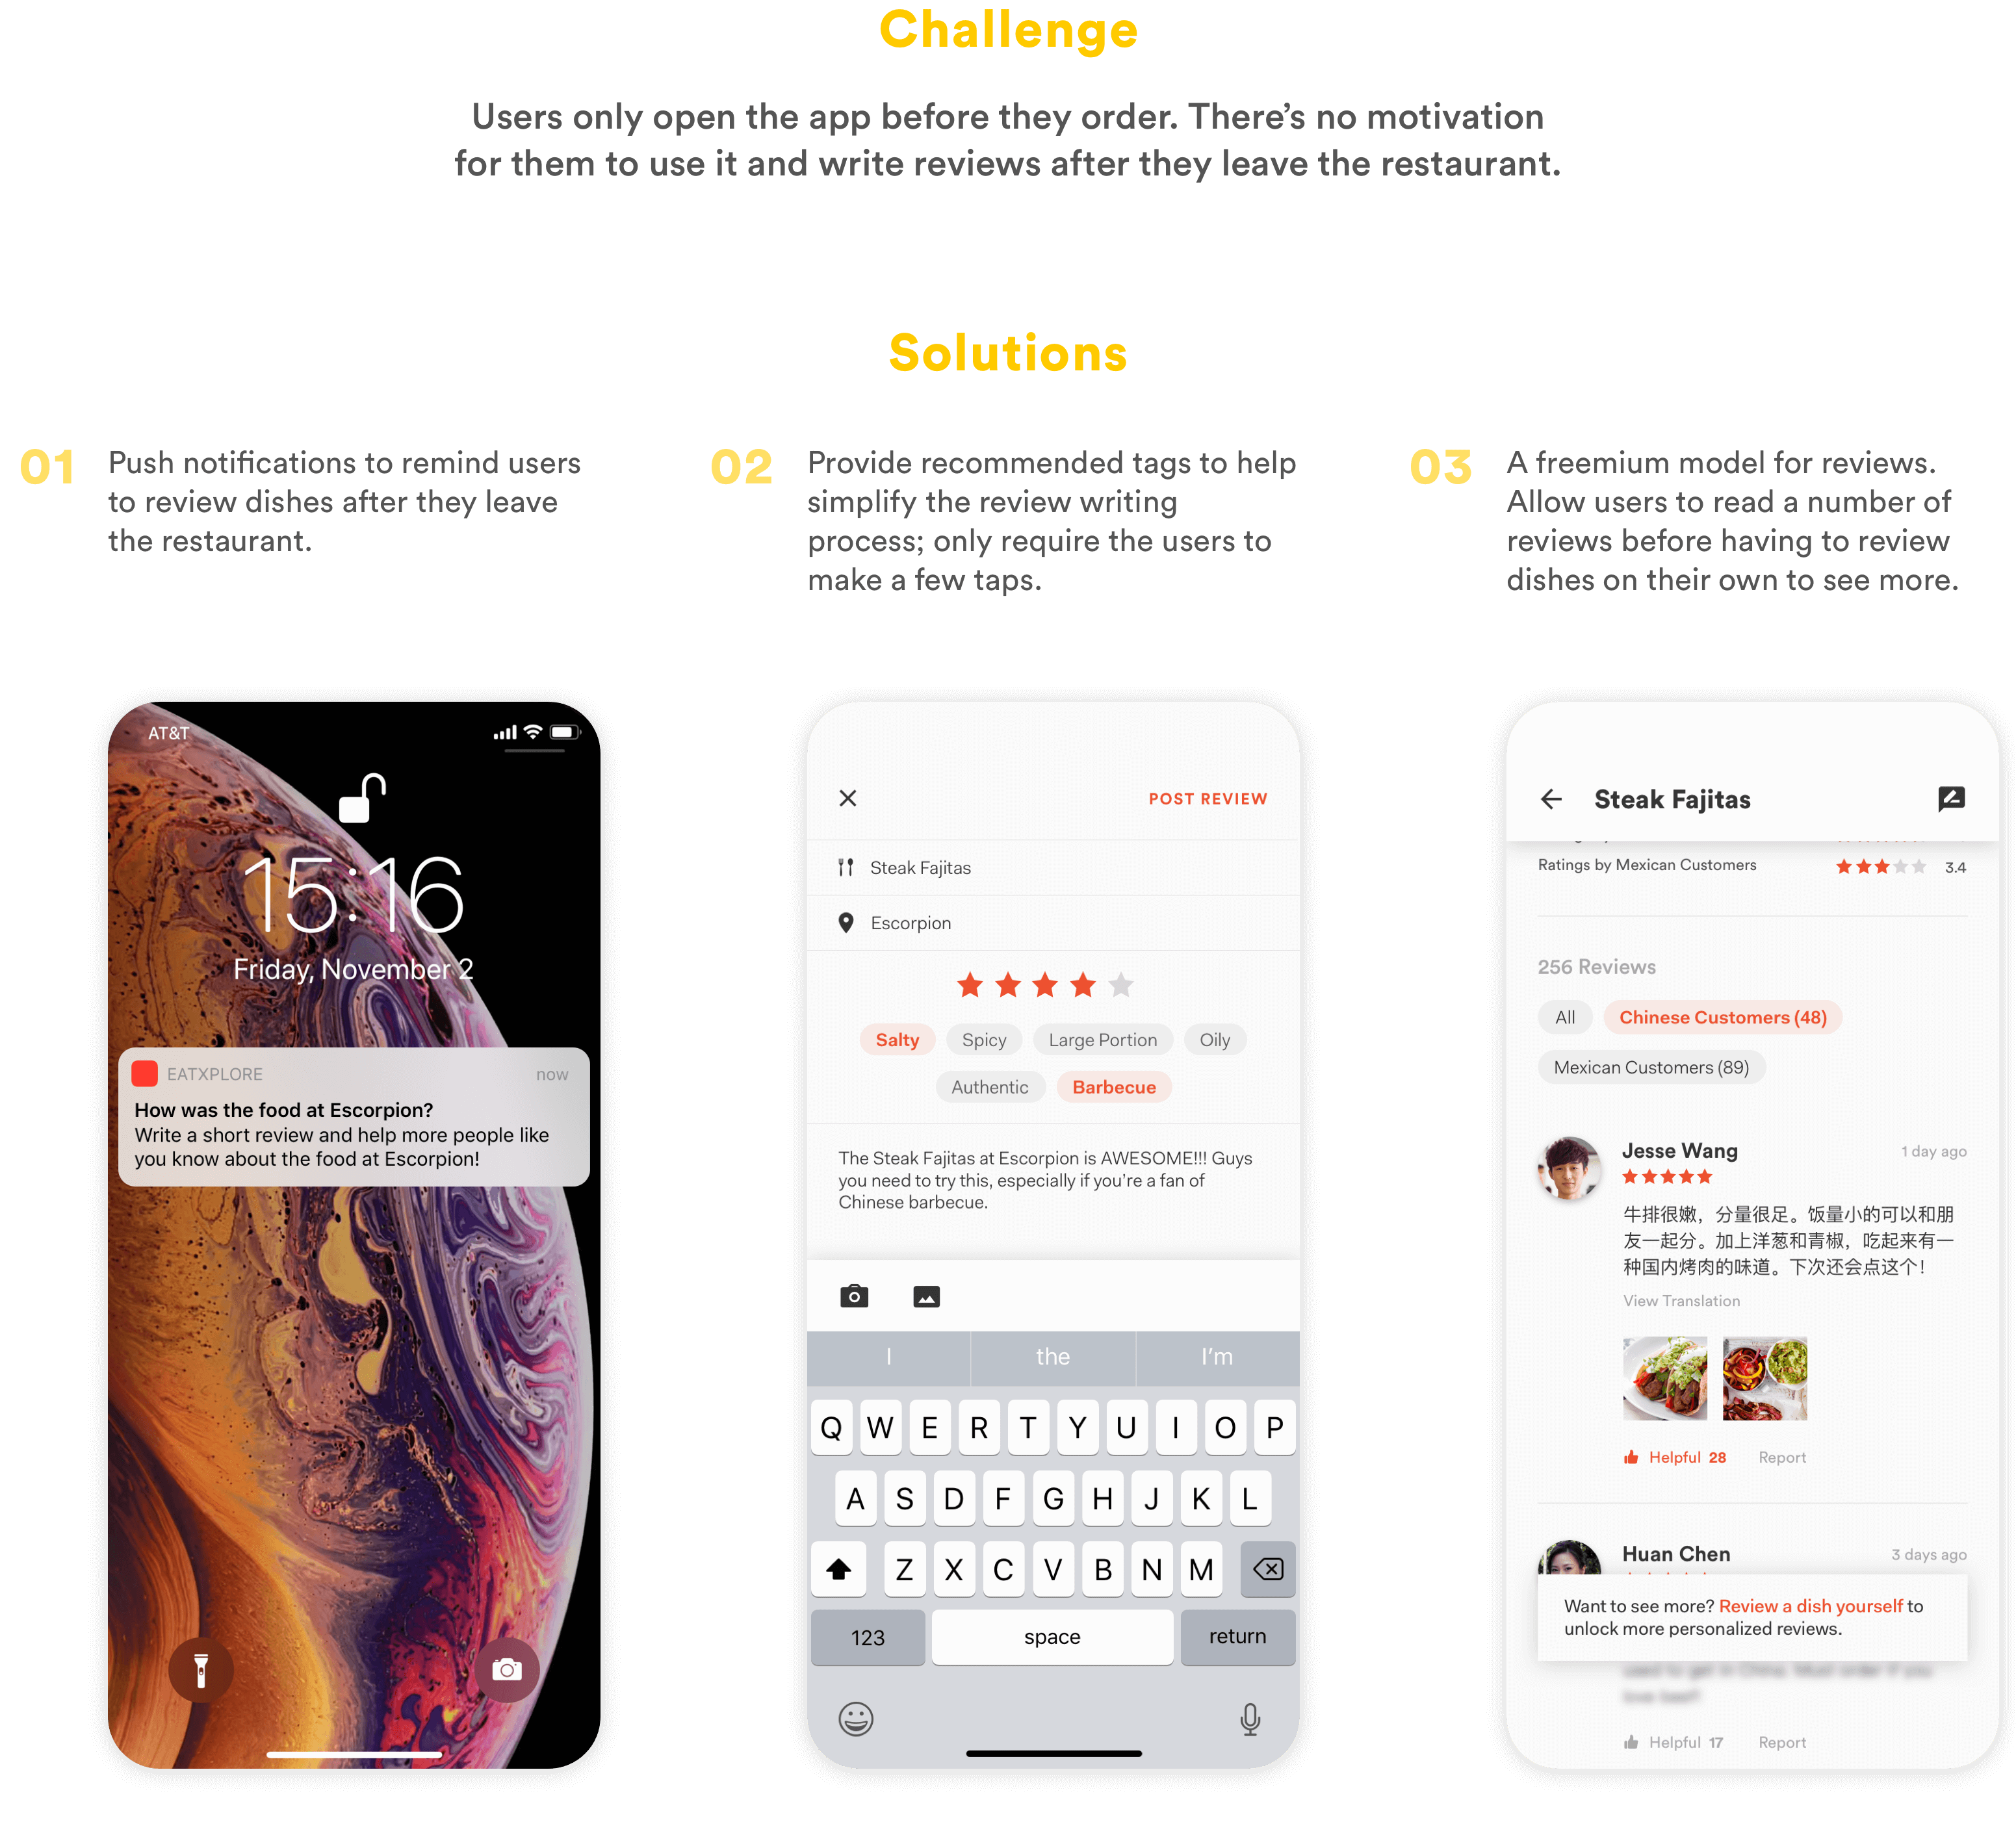 Challenge
Users only open the app before they order. There’s no motivation
for them to use it and write reviews after they leave the restaurant.
Solutions
01
Push notifications to remind users
to review dishes after they leave
the restaurant.
02
Provide recommended tags to help
simplify the review writing
process; only require the users to
make a few taps.
03
A freemium model for reviews.
Allow users to read a number of
reviews before having to review
dishes on their own to see more.
AT&T
15:16
Friday, November 2
EATXPLORE now
How was the food at Escorpion?
Write a short review and help more people like
you know about the food at Escorpion!
POST REVIEW
Steak Fajitas
Escorpion
Salty Spicy Large Portion Oily
Authentic Barbecue
The Steak Fajitas at Escorpion is AWESOME!!! Guys
you need to try this, especially if you’re a fan of
Chinese barbecue.
I the I’m
Q W E R T Y U I O P
A S D F G H J K L
Z X C V B N M
123 space return
Steak Fajitas
Ratings by Mexican Customers 3.4
256 Reviews
All Chinese Customers (48)
Mexican Customers (89)
Jesse Wang 1 day ago
牛排很嫩，分量很足。饭量小的可以和朋
友一起分。加上洋葱和青椒，吃起来有一
种国内烤肉的味道。下次还会点这个！
View Translation
Helpful 28 Report
Huan Chen 3 days ago
Want to see more? Review a dish yourself to
unlock more personalized reviews.
used to get in China. Must order if you
love beef!
Helpful 17 Report